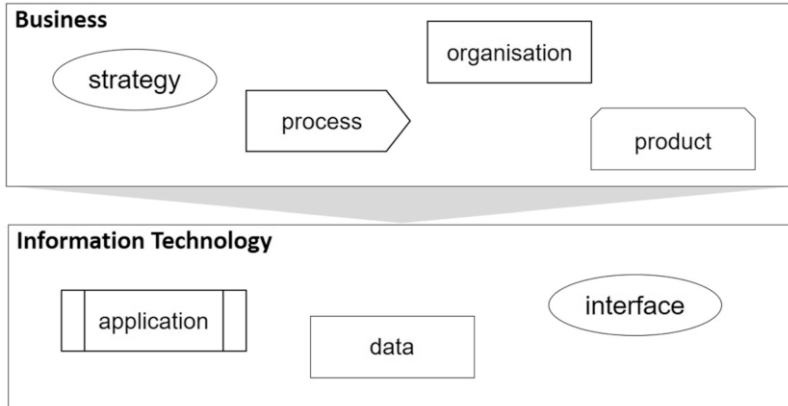 Business
strategy
organisation
process
product
Information Technology
application
data
interface